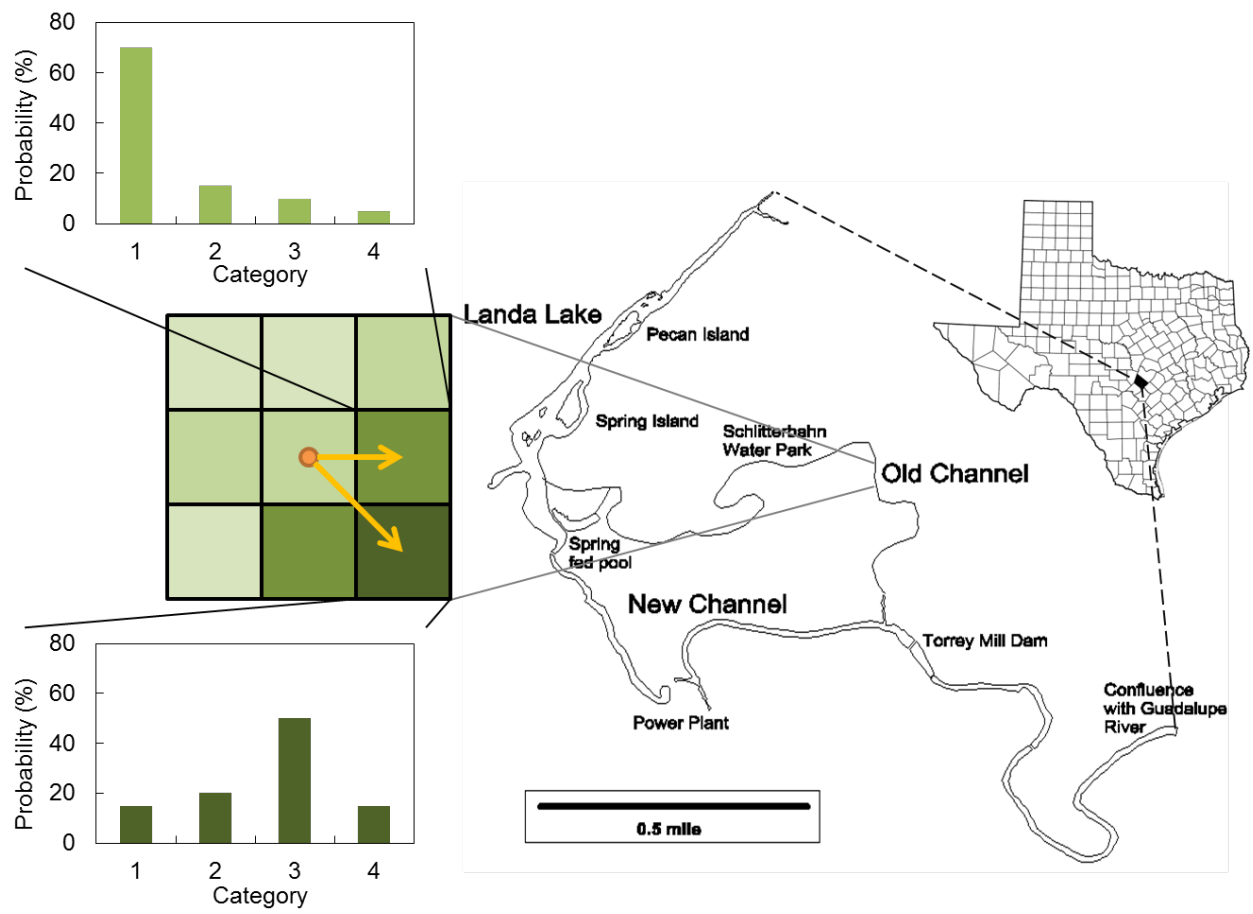 Probability (%)
80
60
40
20
0
1 2 3 4
Category
Landa Lake
Pecan Island
Spring Island
Schlitterbahn
Water Park
Old Channel
Spring
fed pool
New Channel
Torrey Mill Dam
Power Plant
Confluence
with Guadalupe
River
0.5 mile
Probability (%)
80
60
40
20
0
1 2 3 4
Category